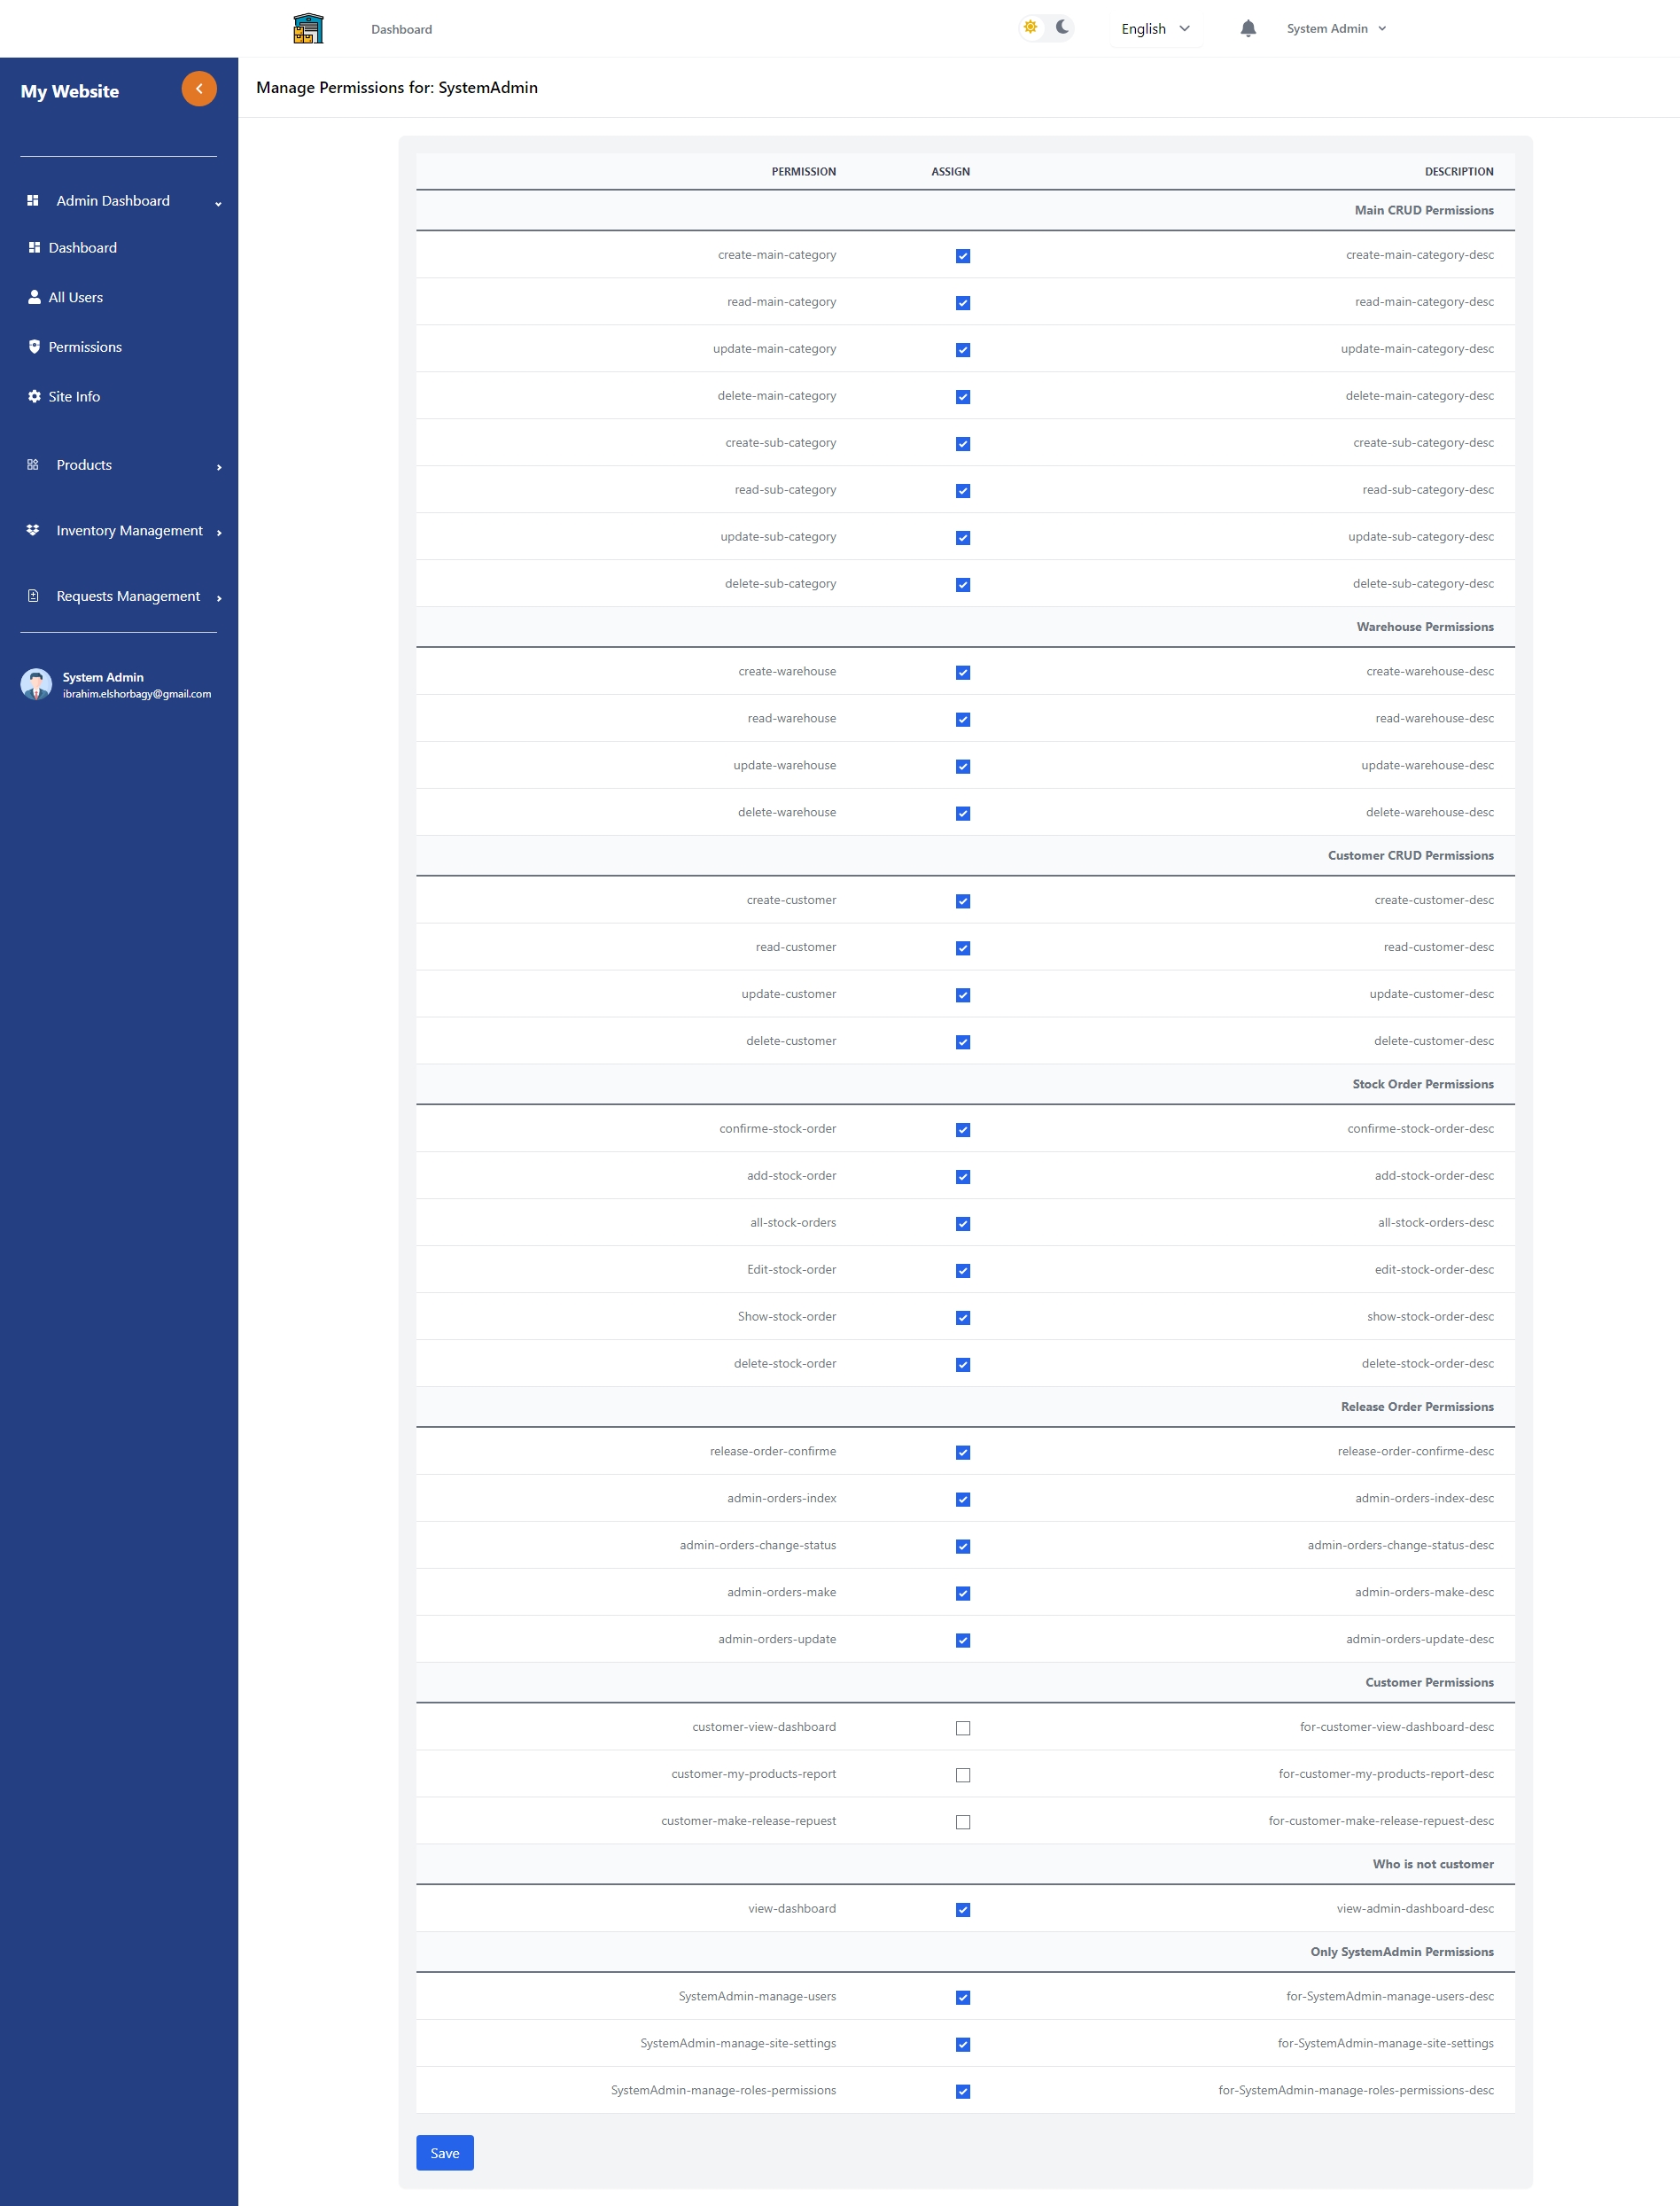 Dashboard
English
System Admin
My Website
Manage Permissions for: SystemAdmin
Admin Dashboard
Dashboard
All Users
Permissions
Site Info
Products
Inventory Management
Requests Management
System Admin
ibrahim.elshorbagy@gmail.com
PERMISSION ASSIGN DESCRIPTION
Main CRUD Permissions
create-main-category create-main-category-desc
read-main-category read-main-category-desc
update-main-category update-main-category-desc
delete-main-category delete-main-category-desc
create-sub-category create-sub-category-desc
read-sub-category read-sub-category-desc
update-sub-category update-sub-category-desc
delete-sub-category delete-sub-category-desc
Warehouse Permissions
create-warehouse create-warehouse-desc
read-warehouse read-warehouse-desc
update-warehouse update-warehouse-desc
delete-warehouse delete-warehouse-desc
Customer CRUD Permissions
create-customer create-customer-desc
read-customer read-customer-desc
update-customer update-customer-desc
delete-customer delete-customer-desc
Stock Order Permissions
confirme-stock-order confirme-stock-order-desc
add-stock-order add-stock-order-desc
all-stock-orders all-stock-orders-desc
Edit-stock-order edit-stock-order-desc
Show-stock-order show-stock-order-desc
delete-stock-order delete-stock-order-desc
Release Order Permissions
release-order-confirme release-order-confirme-desc
admin-orders-index admin-orders-index-desc
admin-orders-change-status admin-orders-change-status-desc
admin-orders-make admin-orders-make-desc
admin-orders-update admin-orders-update-desc
Customer Permissions
customer-view-dashboard for-customer-view-dashboard-desc
customer-my-products-report for-customer-my-products-report-desc
customer-make-release-repuest for-customer-make-release-repuest-desc
Who is not customer
view-dashboard view-admin-dashboard-desc
Only SystemAdmin Permissions
SystemAdmin-manage-users for-SystemAdmin-manage-users-desc
SystemAdmin-manage-site-settings for-SystemAdmin-manage-site-settings
SystemAdmin-manage-roles-permissions for-SystemAdmin-manage-roles-permissions-desc
Save